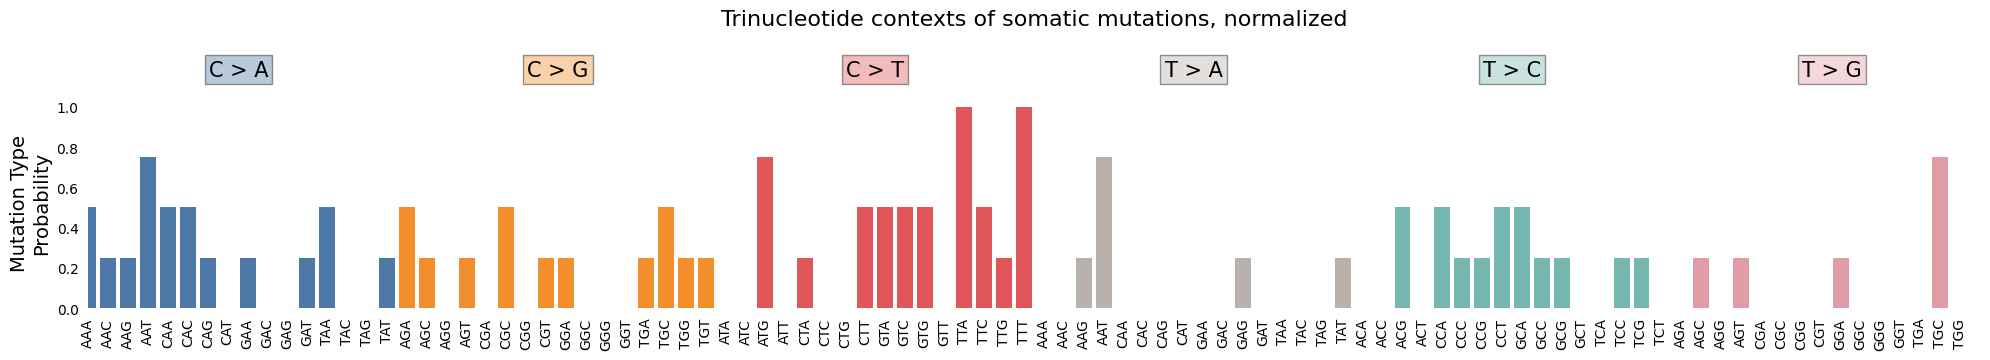 Trinucleotide contexts of somatic mutations, normalized
C > A
C > G
C > T
T > A
T > C
T > G
Mutation Type
Probability
1.0
0.8
0.6
0.4
0.2
0.0
AAA
AAC
AAG
AAT
CAA
CAC
CAG
CAT
GAA
GAC
GAG
GAT
TAA
TAC
TAG
TAT
AGA
AGC
AGG
AGT
CGA
CGC
CGG
CGT
GGA
GGC
GGG
GGT
TGA
TGC
TGG
TGT
ATA
ATC
ATG
ATT
CTA
CTC
CTG
CTT
GTA
GTC
GTG
GTT
TTA
TTC
TTG
TTT
AAA
AAC
AAG
AAT
CAA
CAC
CAG
CAT
GAA
GAC
GAG
GAT
TAA
TAC
TAG
TAT
ACA
ACC
ACG
ACT
CCA
CCC
CCG
CCT
GCA
GCC
GCG
GCT
TCA
TCC
TCG
TCT
AGA
AGC
AGG
AGT
CGA
CGC
CGG
CGT
GGA
GGC
GGG
GGT
TGA
TGC
TGG